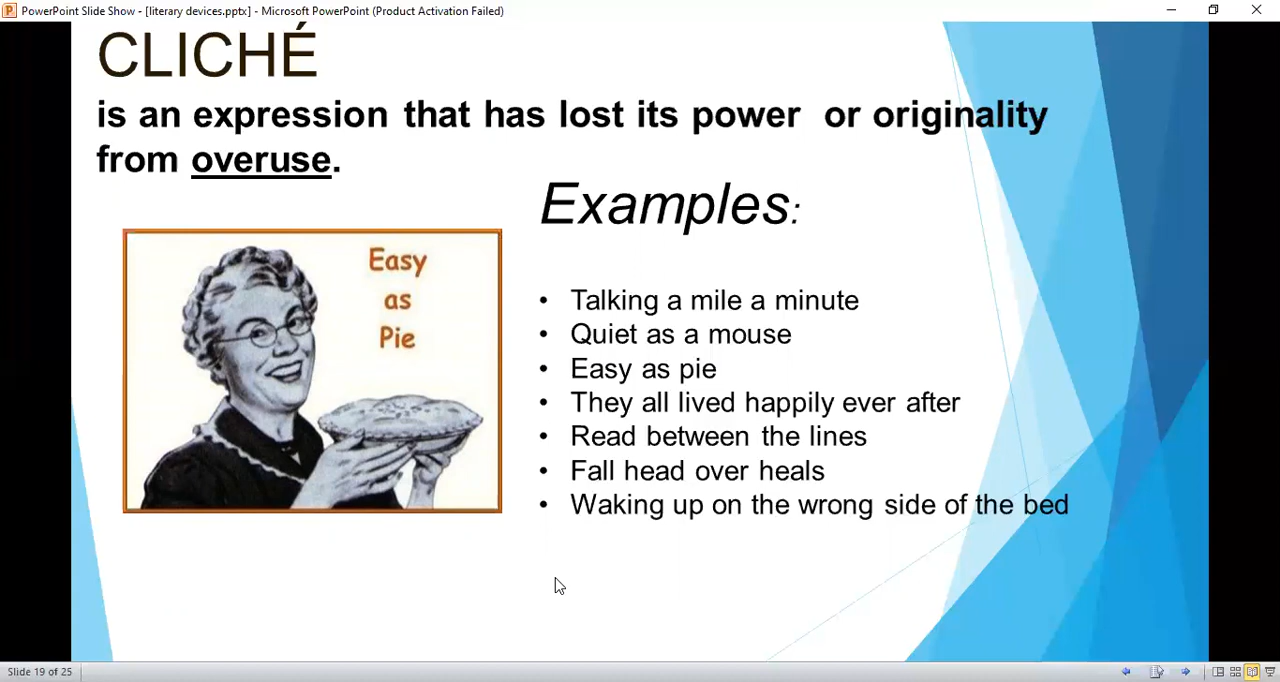 PowerPoint Slide Show - [literary devices.pptx] - Microsoft PowerPoint (Product Activation Failed)
CLICHÉ
is an expression that has lost its power or originality
from overuse.
Examples:
Easy
as
Pie
• Talking a mile a minute
• Quiet as a mouse
• Easy as pie
• They all lived happily ever after
• Read between the lines
• Fall head over heals
• Waking up on the wrong side of the bed
Slide 19 of 25